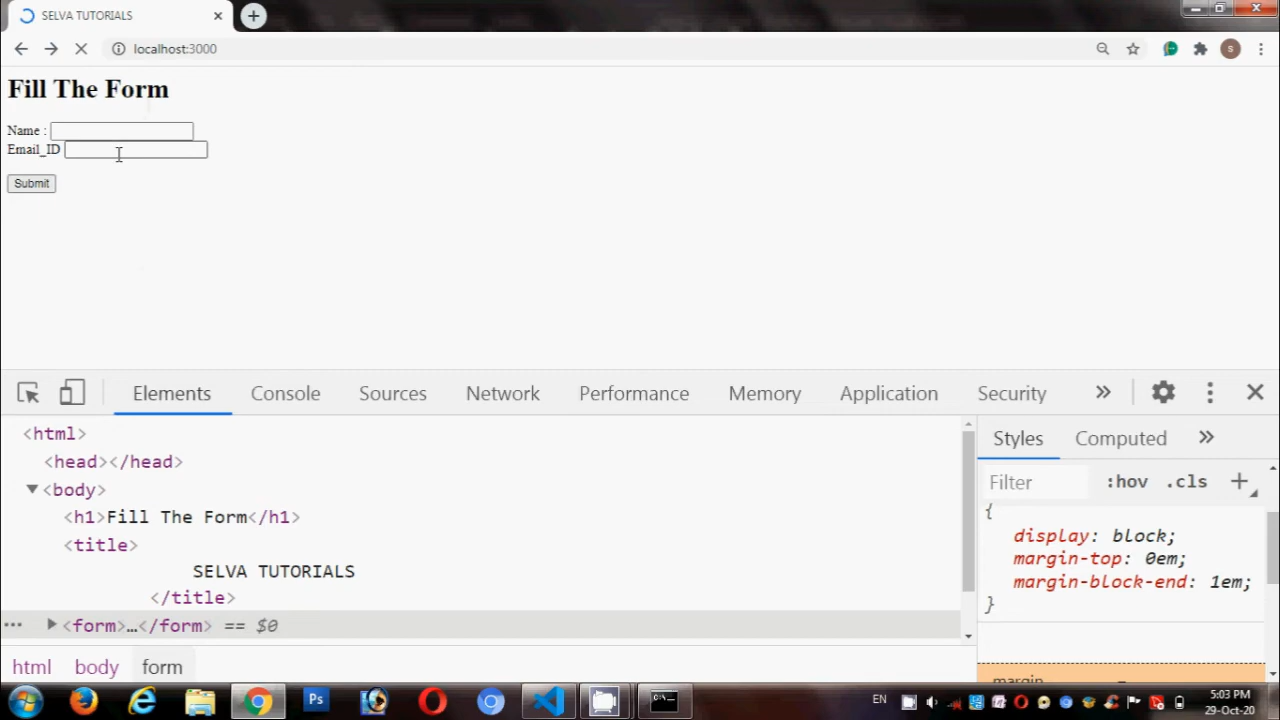 SELVA TUTORIALS
localhost:3000
S
Fill The Form
Name :
Email_ID
Submit
Elements Console Sources Network Performance Memory Application Security »
<html>
<head></head>
<body>
<h1>Fill The Form</h1>
<title>
SELVA TUTORIALS
</title>
... <form>…</form> == $0
html body form
Styles Computed »
Filter :hov .cls +
{
display: block;
margin-top: 0em;
margin-block-end: 1em;
}
margin
Ps
EN
5:03 PM
29-Oct-20